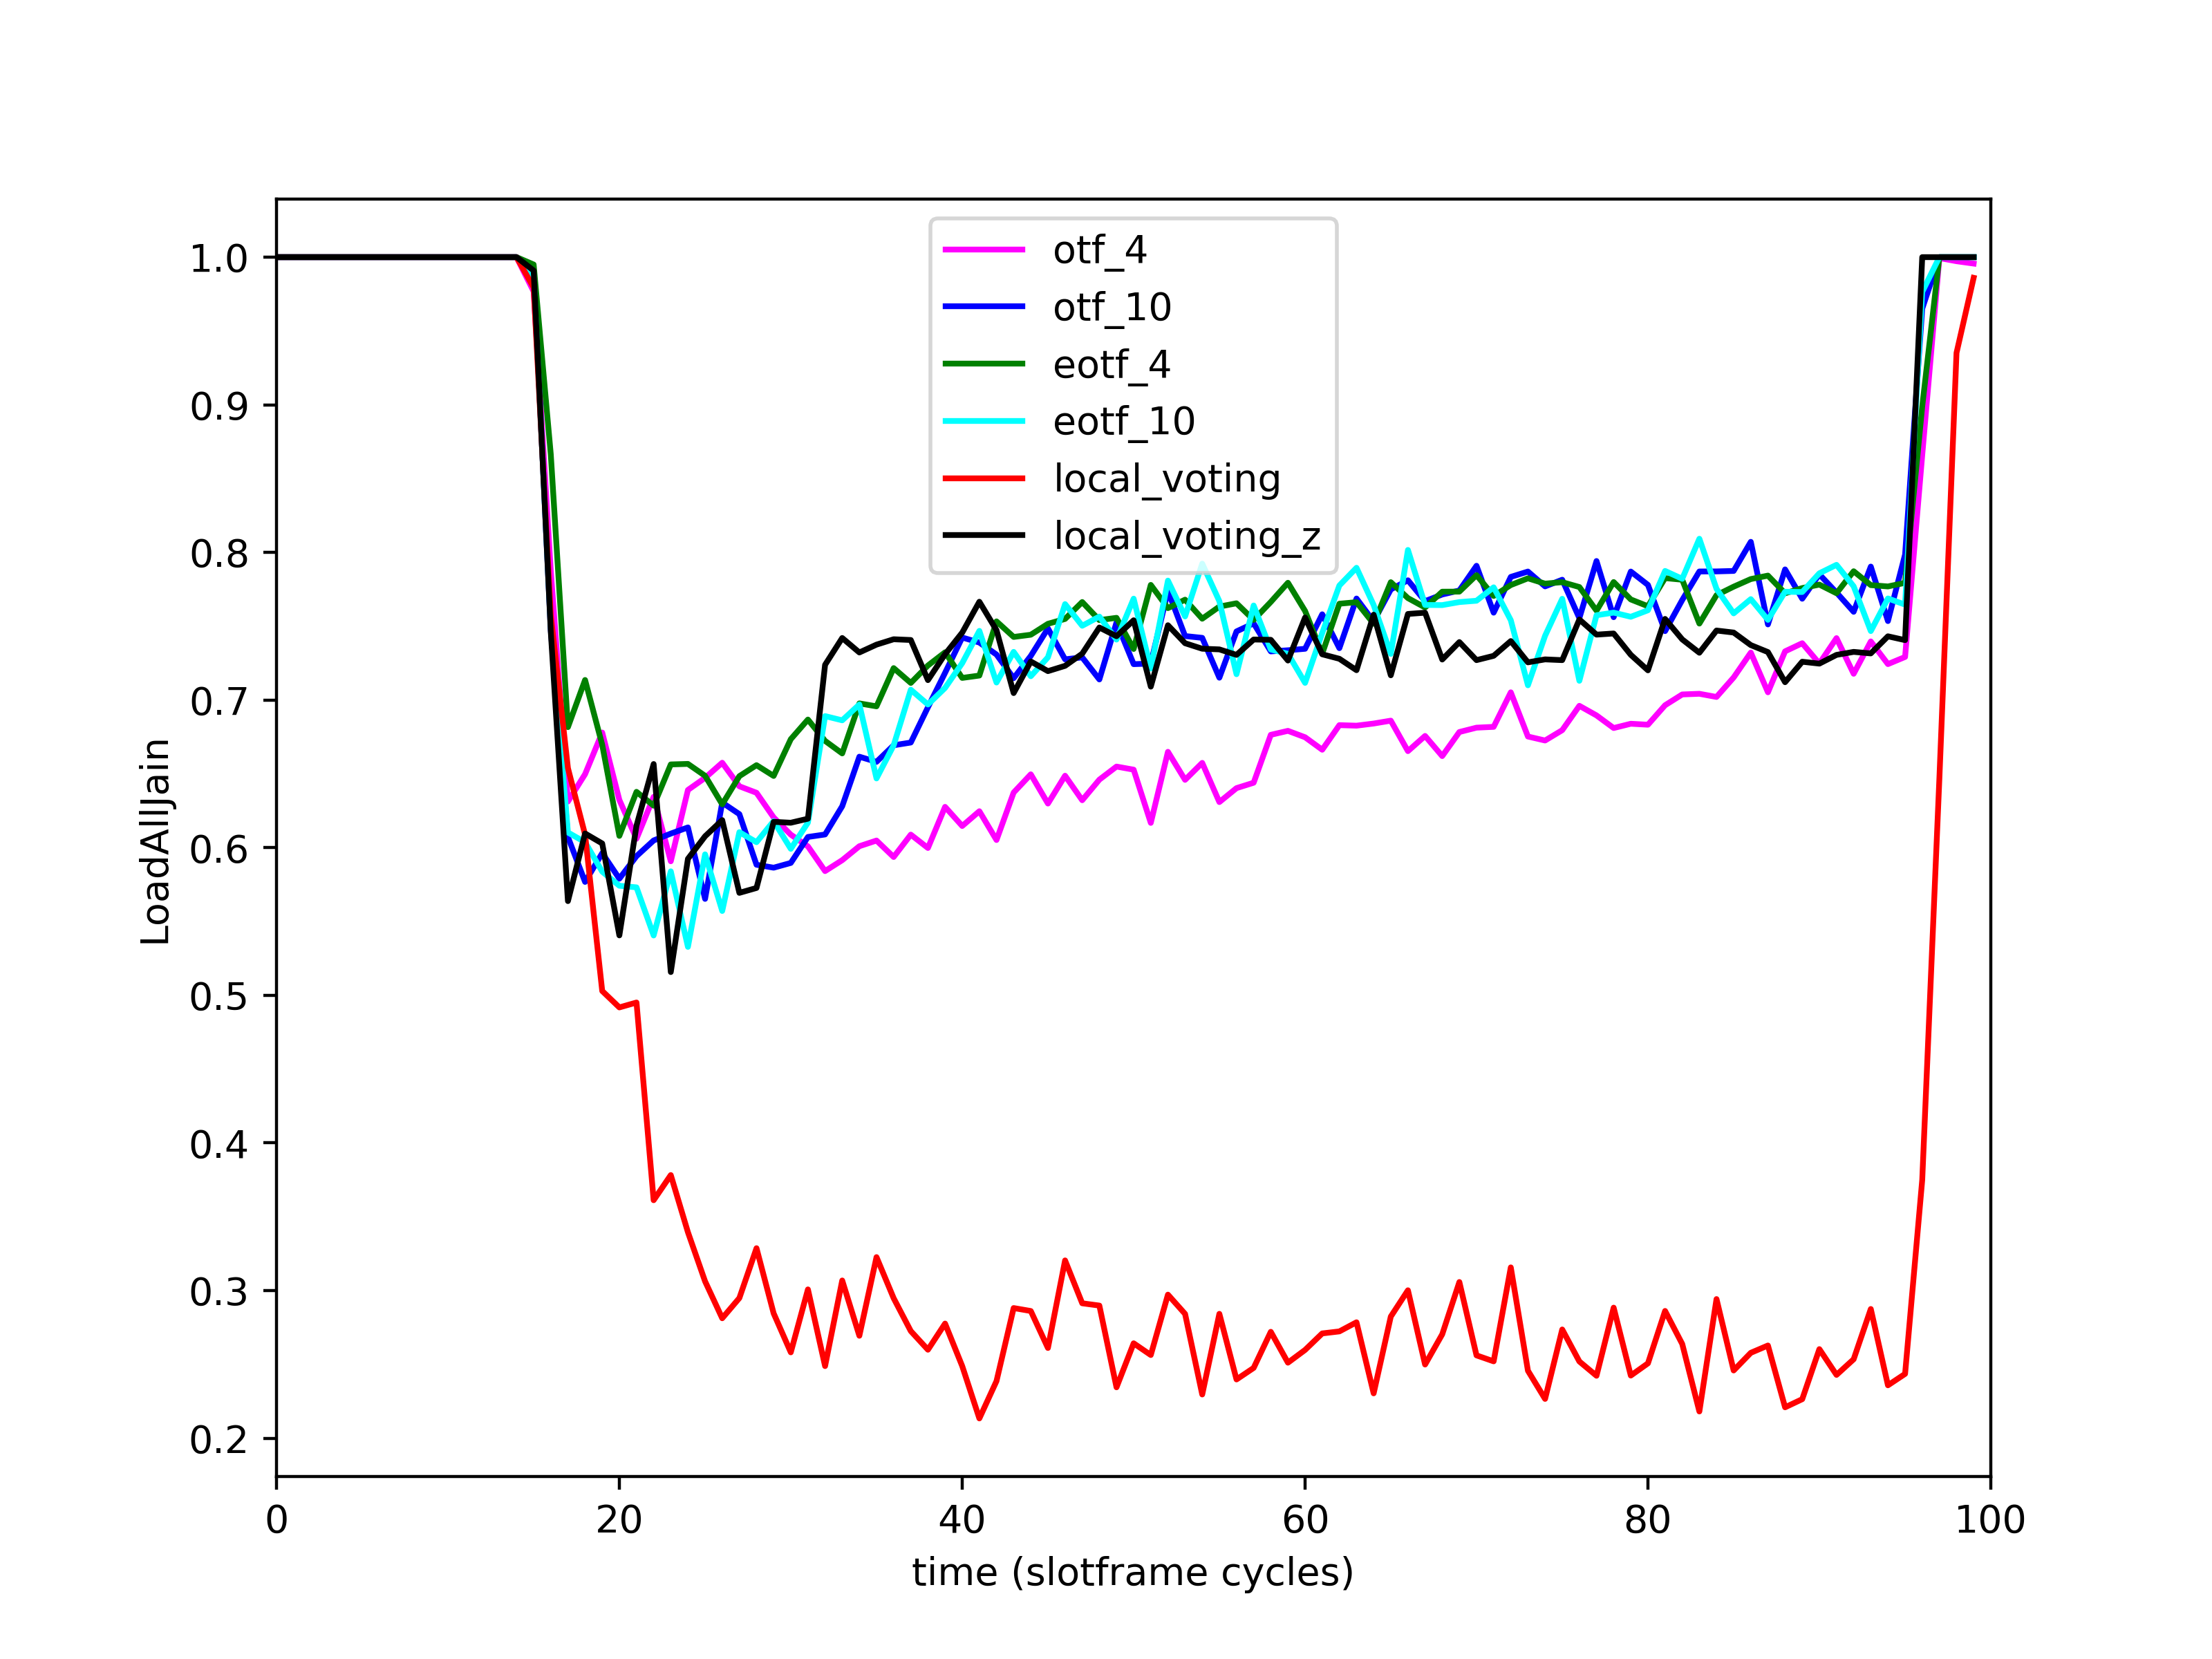 otf_4
otf_10
eotf_4
eotf_10
local_voting
local_voting_z
1.0
0.9
0.8
0.7
0.6
0.5
0.4
0.3
0.2
LoadAllJain
0 20 40 60 80 100
time (slotframe cycles)